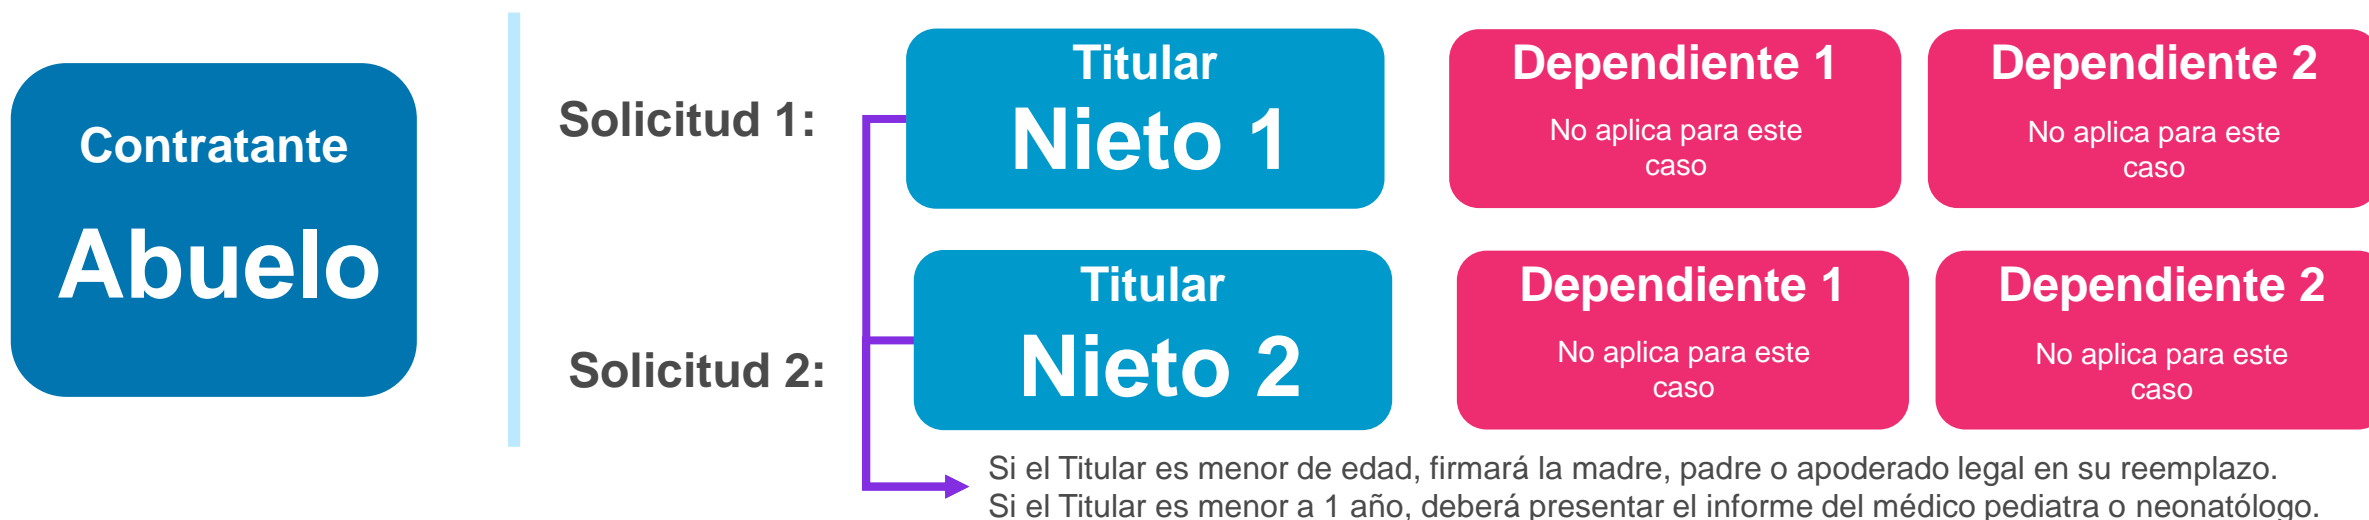 Contratante
Abuelo
Solicitud 1:
Titular
Nieto 1
Dependiente 1
No aplica para este
caso
Dependiente 2
No aplica para este
caso
Solicitud 2:
Titular
Nieto 2
Dependiente 1
No aplica para este
caso
Dependiente 2
No aplica para este
caso
Si el Titular es menor de edad, firmará la madre, padre o apoderado legal en su reemplazo.
Si el Titular es menor a 1 año, deberá presentar el informe del médico pediatra o neonatólogo.